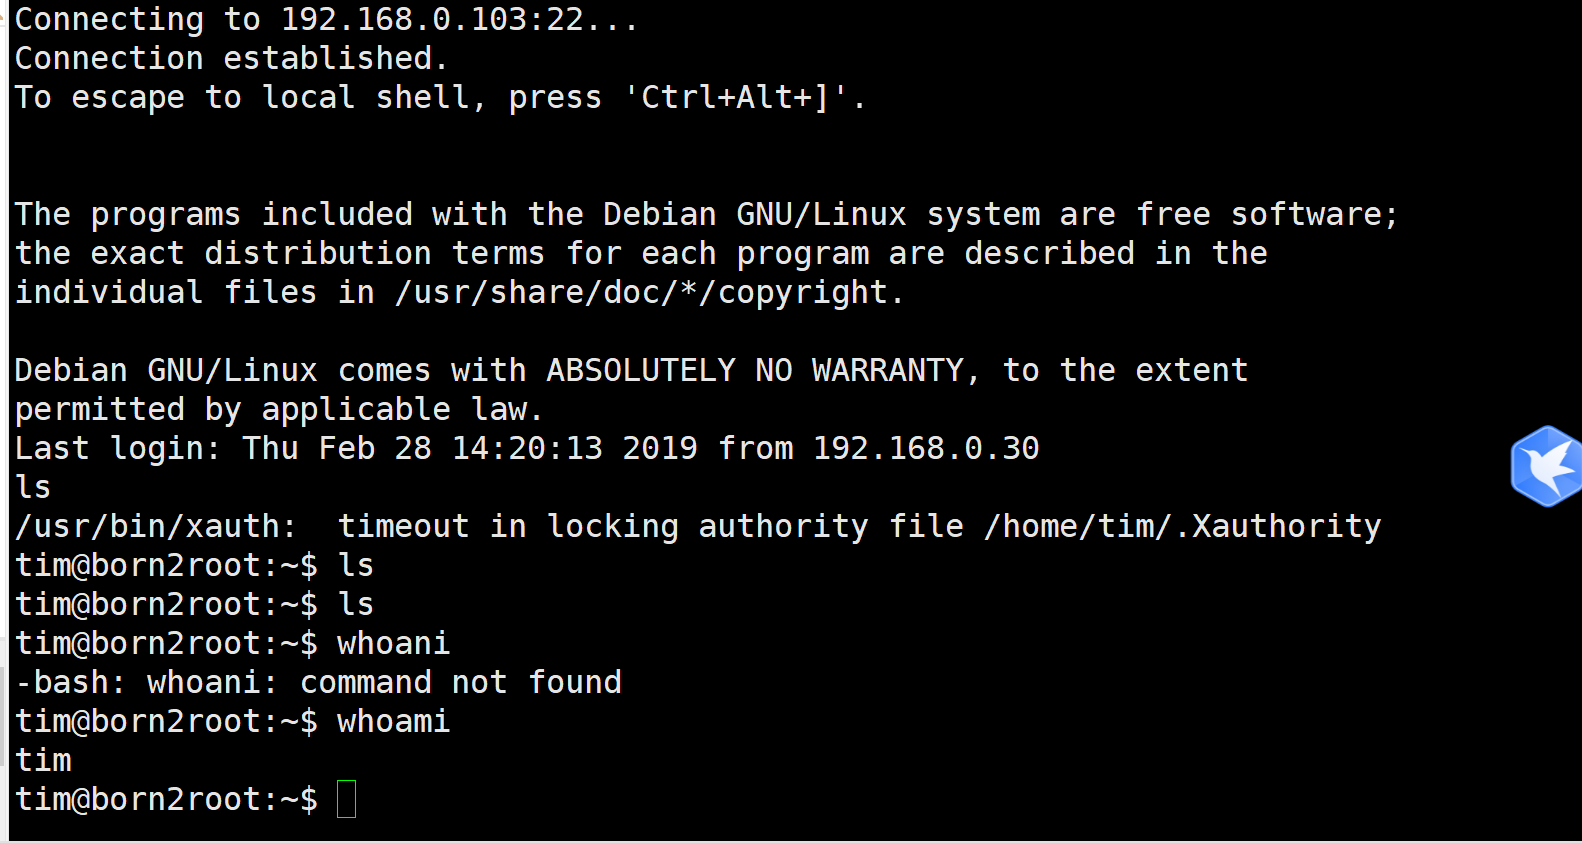 Connecting to 192.168.0.103:22...
Connection established.
To escape to local shell, press 'Ctrl+Alt+]'.
The programs included with the Debian GNU/Linux system are free software;
the exact distribution terms for each program are described in the
individual files in /usr/share/doc/*/copyright.
Debian GNU/Linux comes with ABSOLUTELY NO WARRANTY, to the extent
permitted by applicable law.
Last login: Thu Feb 28 14:20:13 2019 from 192.168.0.30
ls
/usr/bin/xauth:  timeout in locking authority file /home/tim/.Xauthority
tim@born2root:~$ ls
tim@born2root:~$ ls
tim@born2root:~$ whoani
-bash: whoani: command not found
tim@born2root:~$ whoami
tim
tim@born2root:~$